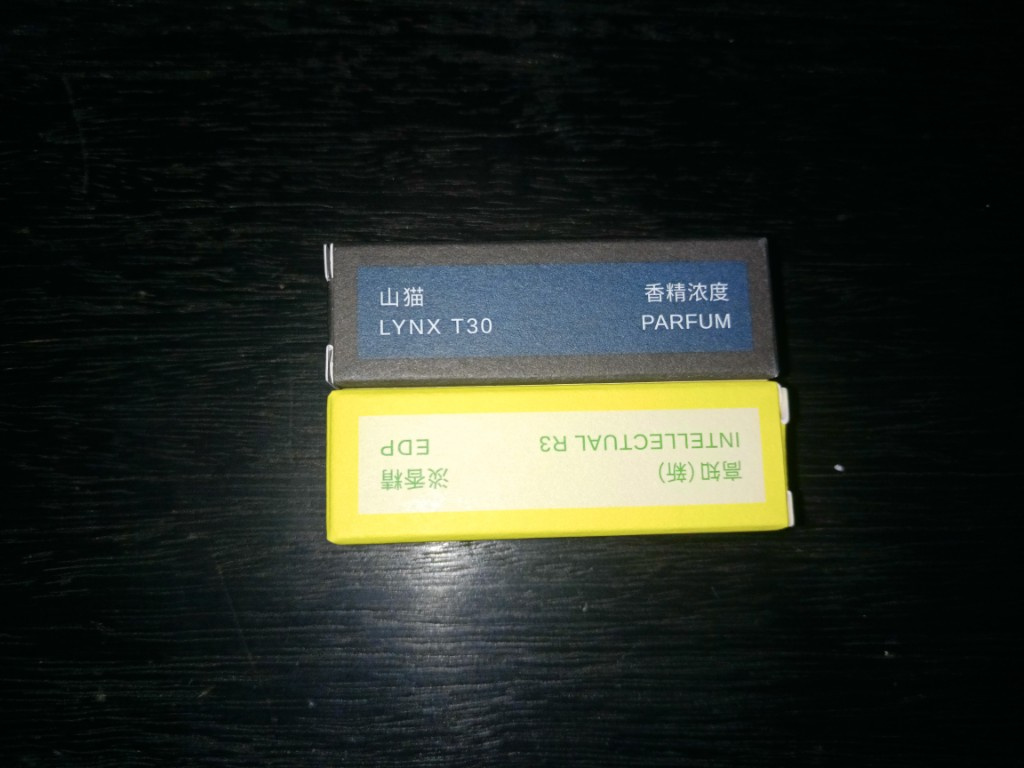 山猫
LYNX T30
香精浓度
PARFUM
高知(新)
INTELLECTUAL R3
淡香精
EDP